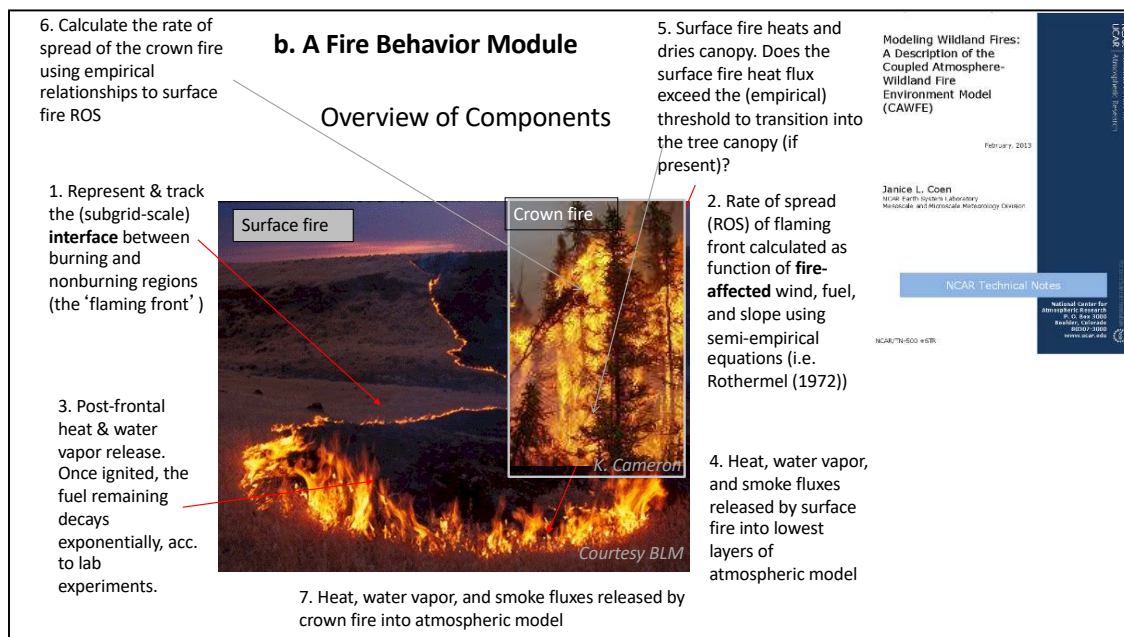 6. Calculate the rate of
spread of the crown fire
using empirical
relationships to surface
fire ROS
b. A Fire Behavior Module
Overview of Components
5. Surface fire heats and
dries canopy. Does the
surface fire heat flux
exceed the (empirical)
threshold to transition into
the tree canopy (if
present)?
1. Represent & track
the (subgrid-scale)
interface between
burning and
nonburning regions
(the ‘flaming front’)
Surface fire
Crown fire
K. Cameron
Courtesy BLM
2. Rate of spread
(ROS) of flaming
front calculated as
function of fire-
affected wind, fuel,
and slope using
semi-empirical
equations (i.e.
Rothermel (1972))
3. Post-frontal
heat & water
vapor release.
Once ignited, the
fuel remaining
decays
exponentially, acc.
to lab
experiments.
4. Heat, water vapor,
and smoke fluxes
released by surface
fire into lowest
layers of
atmospheric model
7. Heat, water vapor, and smoke fluxes released by
crown fire into atmospheric model
Modeling Wildland Fires:
A Description of the
Coupled Atmosphere-
Wildland Fire
Environment Model
(CAWFE)
February, 2013
Janice L. Coen
NCAR Earth System Laboratory
Mesoscale and Microscale Meteorology Division
NCAR Technical Notes
National Center for
Atmospheric Research
P. O. Box 3000
Boulder, Colorado
80307-3000
www.ucar.edu
NCAR/TN-500+STR